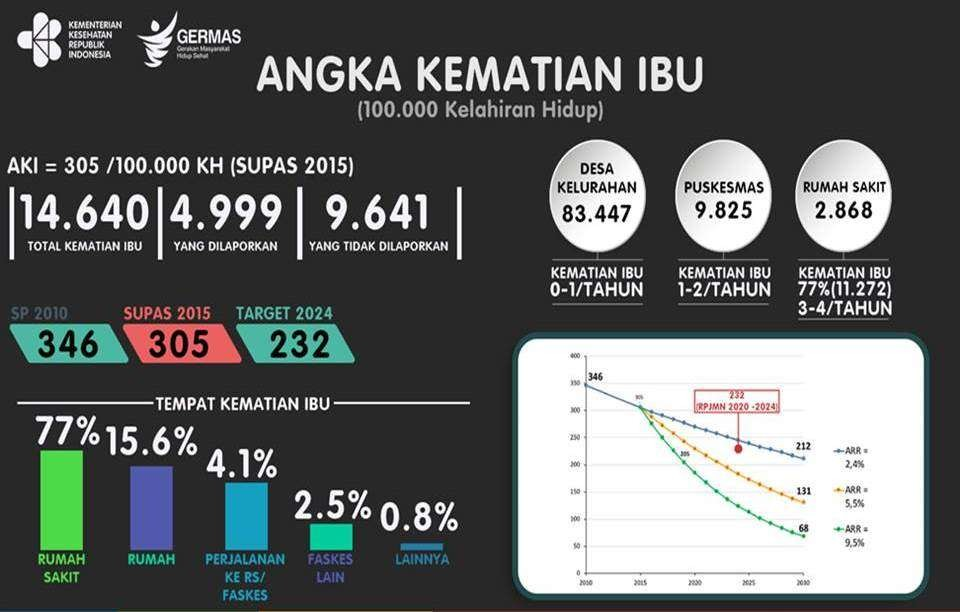 KEMENTERIAN
KESEHATAN
REPUBLIK
INDONESIA
GERMAS
Gerakan Masyarakat
Hidup Sehat
ANGKA KEMATIAN IBU
(100.000 Kelahiran Hidup)
AKI = 305 /100.000 KH (SUPAS 2015)
14.640
TOTAL KEMATIAN IBU
4.999
YANG DILAPORKAN
9.641
YANG TIDAK DILAPORKAN
DESA
KELURAHAN
83.447
KEMATIAN IBU
0-1/TAHUN
PUSKESMAS
9.825
KEMATIAN IBU
1-2/TAHUN
RUMAH SAKIT
2.868
KEMATIAN IBU
77%(11.272)
3-4/TAHUN
SP 2010
346
SUPAS 2015
305
TARGET 2024
232
TEMPAT KEMATIAN IBU
77%
RUMAH
SAKIT
15.6%
RUMAH
4.1%
PERJALANAN
KE RS/
FASKES
2.5%
FASKES
LAIN
0.8%
LAINNYA
400
350
300
250
200
150
100
50
0
2010
2015
2020
2025
2030
346
305
205
232
(RPJMN 2020 -2024)
212
131
68
ARR =
2,4%
ARR =
5,5%
ARR =
9,5%